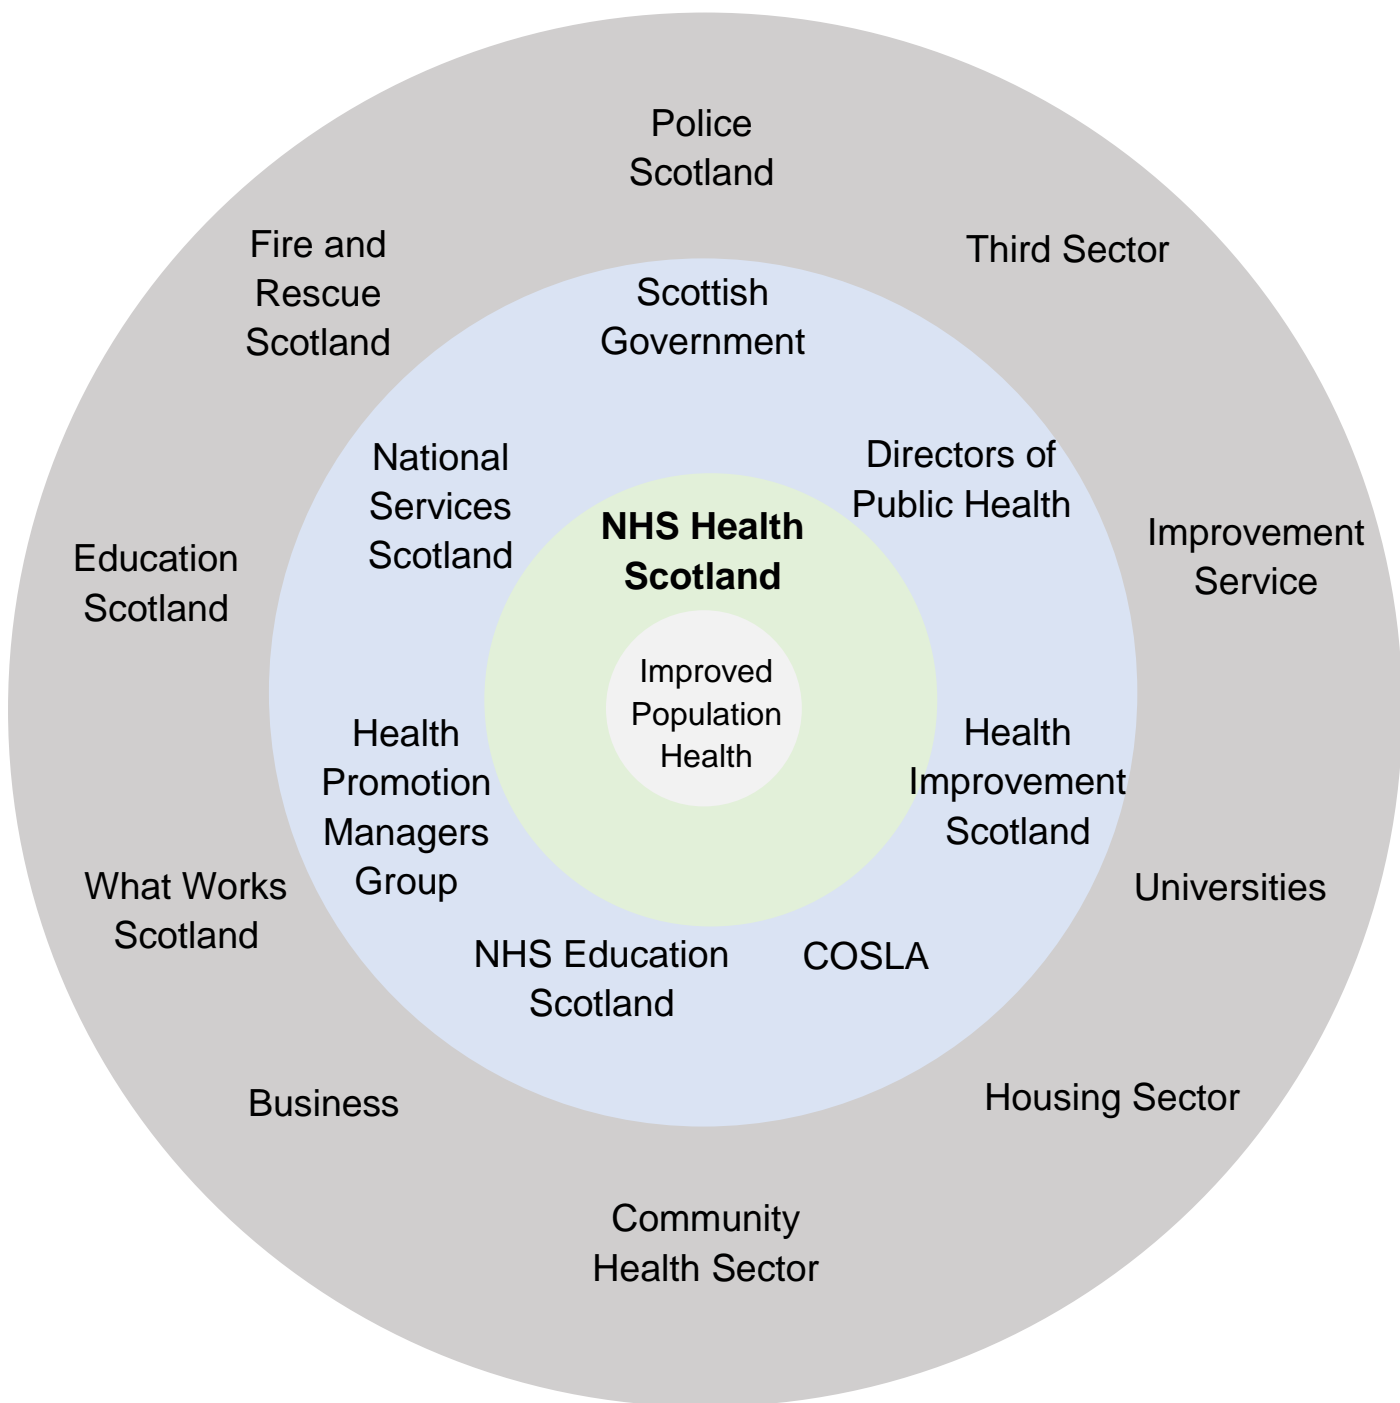 Police
Scotland
Fire and
Rescue
Scotland
Third Sector
Scottish
Government
National
Services
Scotland
Directors of
Public Health
NHS Health
Scotland
Education
Scotland
Improvement
Service
Improved
Population
Health
Health
Promotion
Managers
Group
Health
Improvement
Scotland
What Works
Scotland
Universities
NHS Education
Scotland
COSLA
Business
Housing Sector
Community
Health Sector